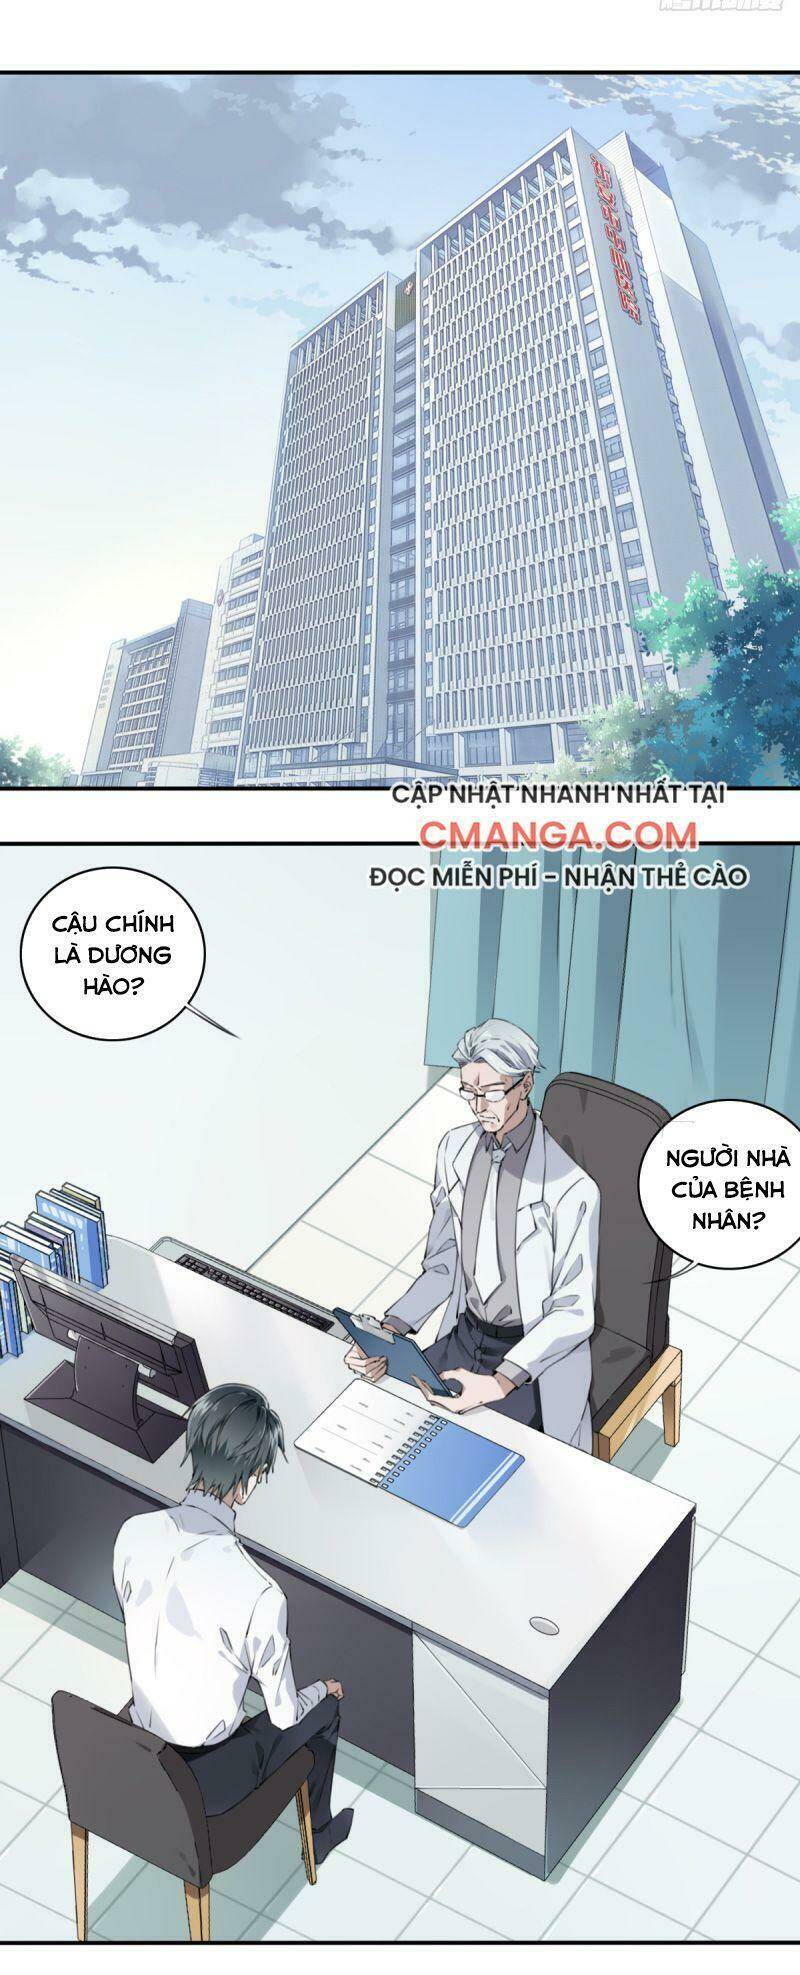 CẬP NHẬT NHANH NHẤT TẠI
CMANGA.COM
ĐỌC MIỄN PHÍ - NHẬN THẺ CÀO
CẬU CHÍNH
LÀ DƯƠNG
HÀO?
NGƯỜI NHÀ
CỦA BỆNH
NHÂN?